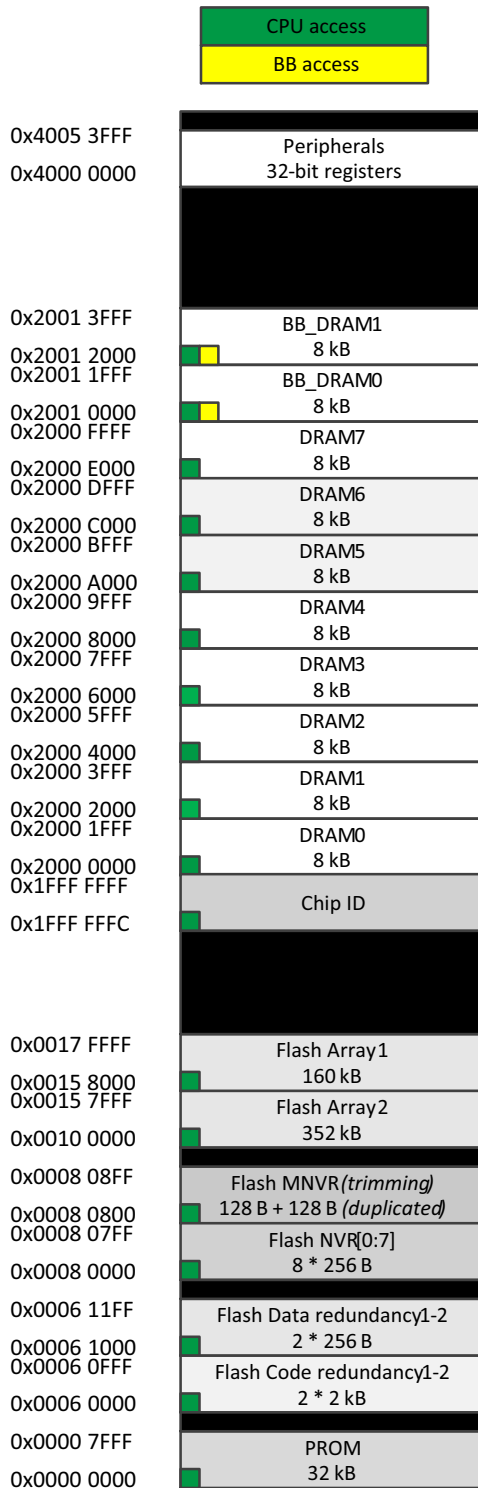 CPU access
BB access
0x4005 3FFF
Peripherals
0x4000 0000
32-bit registers
0x2001 3FFF
BB_DRAM1
0x2001 2000
8 kB
0x2001 1FFF
BB_DRAM0
0x2001 0000
8 kB
0x2000 FFFF
DRAM7
0x2000 E000
8 kB
0x2000 DFFF
DRAM6
0x2000 C000
8 kB
0x2000 BFFF
DRAM5
0x2000 A000
8 kB
0x2000 9FFF
DRAM4
0x2000 8000
8 kB
0x2000 7FFF
DRAM3
0x2000 6000
8 kB
0x2000 5FFF
DRAM2
0x2000 4000
8 kB
0x2000 3FFF
DRAM1
0x2000 2000
8 kB
0x2000 1FFF
DRAM0
0x2000 0000
8 kB
0x1FFF FFFF
Chip ID
0x1FFF FFFC
0x0017 FFFF
Flash Array1
0x0015 8000
160 kB
0x0015 7FFF
Flash Array2
0x0010 0000
352 kB
0x0008 08FF
Flash MNVR (trimming)
0x0008 0800
128 B + 128 B (duplicated)
0x0008 07FF
Flash NVR[0:7]
0x0008 0000
8 * 256 B
0x0006 11FF
Flash Data redundancy1-2
0x0006 1000
2 * 256 B
0x0006 0FFF
Flash Code redundancy1-2
0x0006 0000
2 * 2 kB
0x0000 7FFF
PROM
0x0000 0000
32 kB